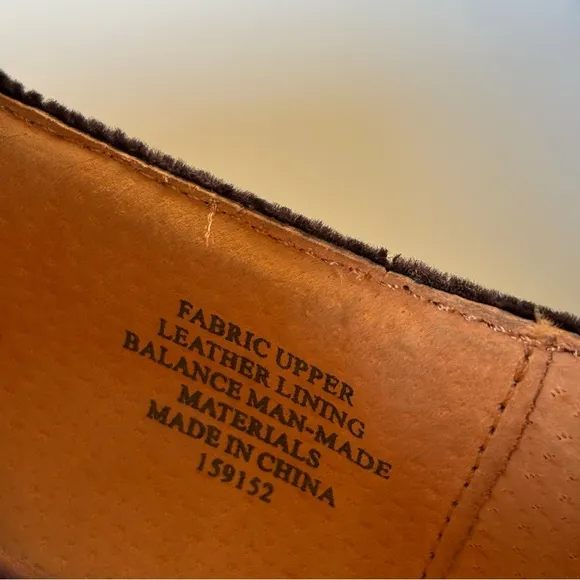 FABRIC UPPER
LEATHER LINING
BALANCE MAN-MADE
MATERIALS
MADE IN CHINA
159152